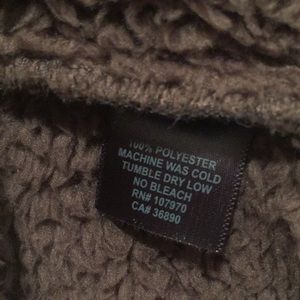 100% POLYESTER
MACHINE WAS COLD
TUMBLE DRY LOW
NO BLEACH
RN# 107970
CA# 36890